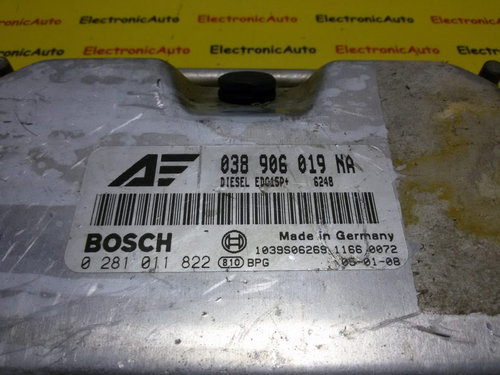 ElectronicAuto ElectronicAuto ElectronicAuto ElectronicAuto
ElectronicAuto ElectronicAuto ElectronicAuto
AE
038 906 019 NA
DIESEL EDC15P+ 6248
BOSCH
Made in Germany
1039S06269 1166 0072
0 281 011 822
810
BPG
05-01-08